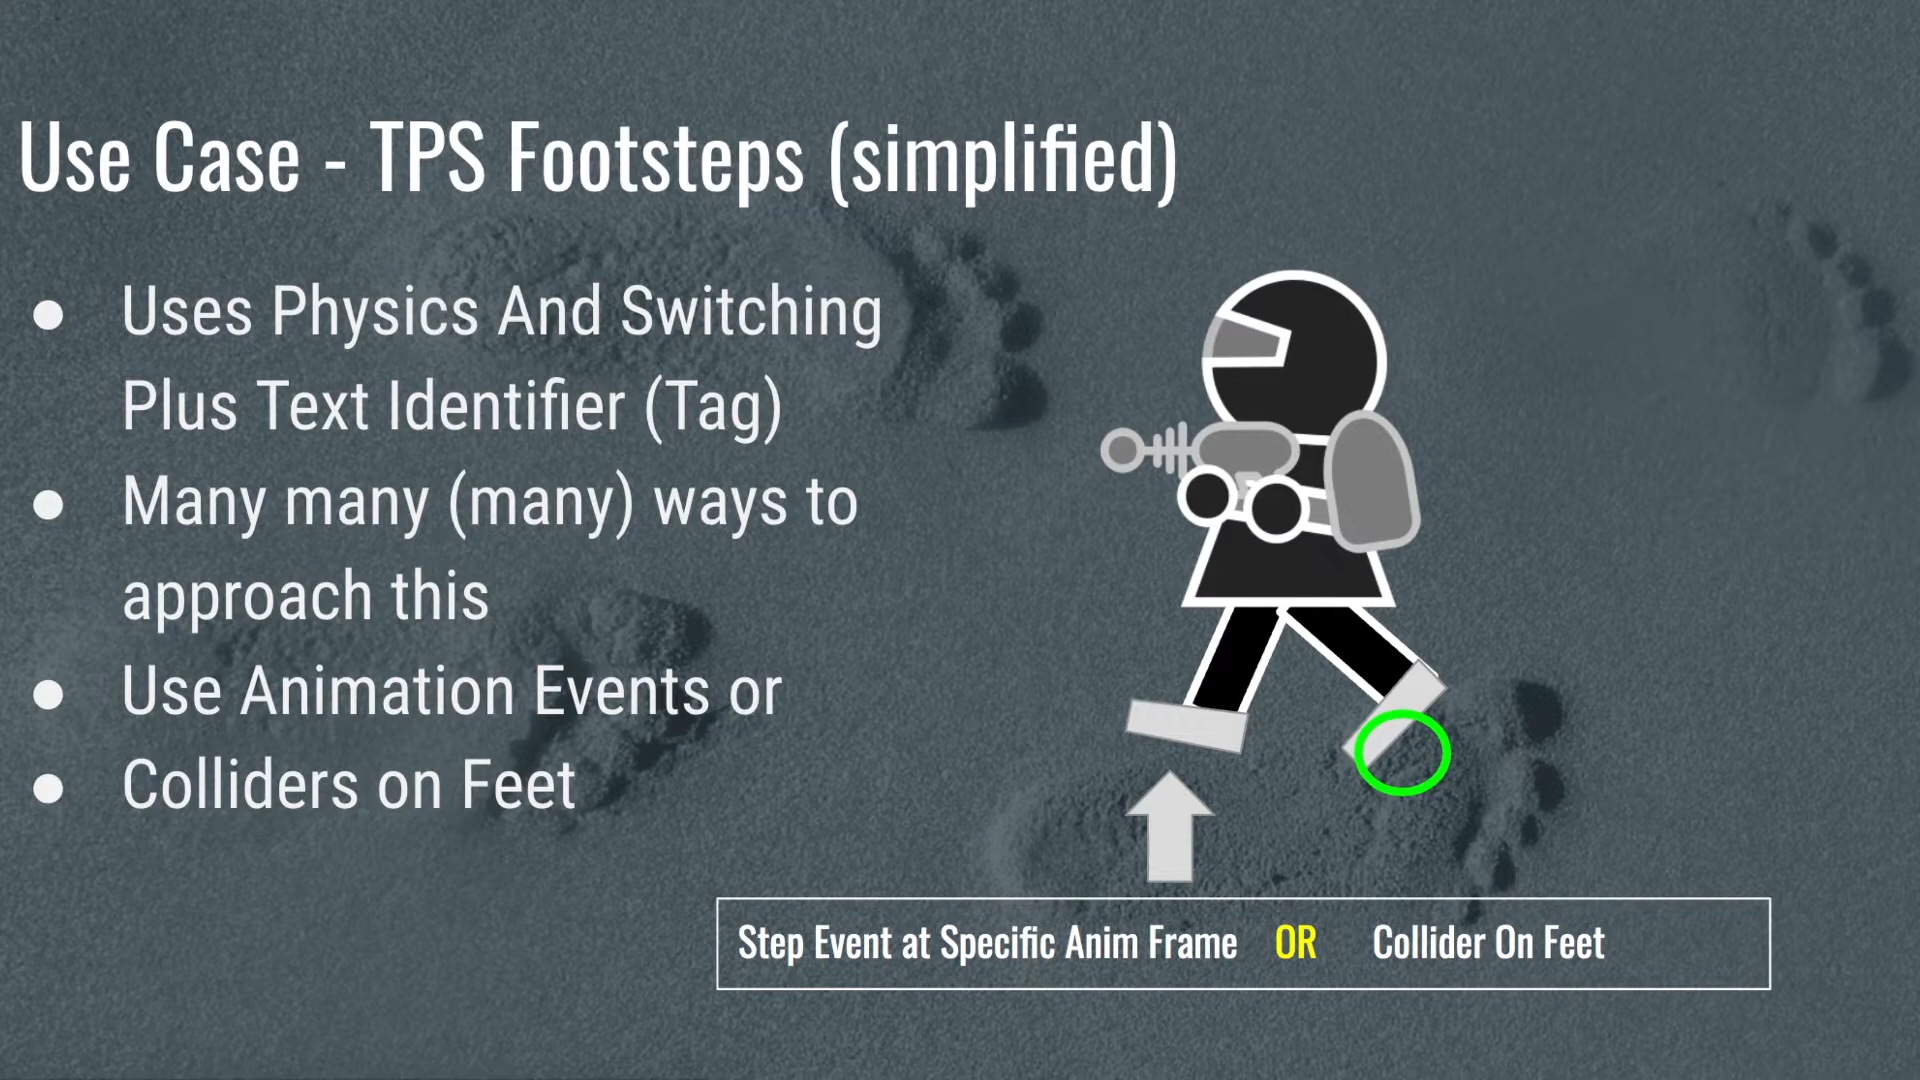 Use Case - TPS Footsteps (simplified)
● Uses Physics And Switching
Plus Text Identifier (Tag)
● Many many (many) ways to
approach this
● Use Animation Events or
● Colliders on Feet
Step Event at Specific Anim Frame OR Collider On Feet